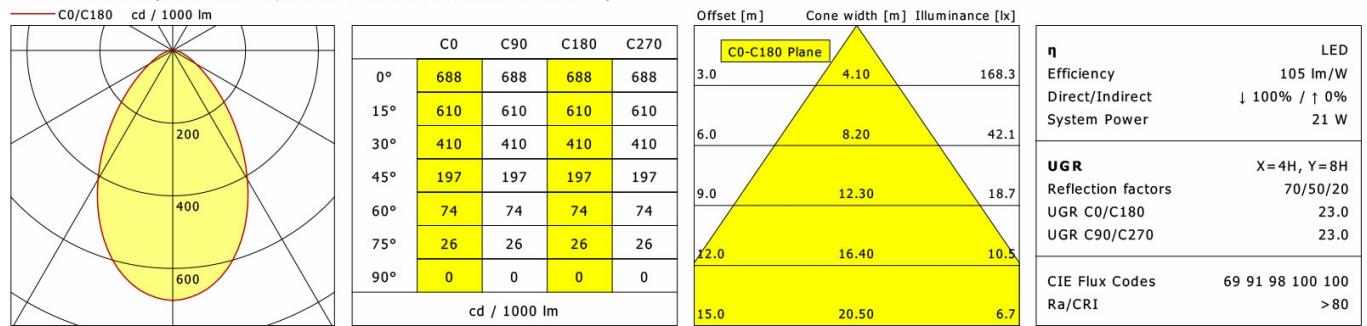 C0/C180 cd / 1000 lm
200
400
600
C0 C90 C180 C270
0° 688 688 688 688
15° 610 610 610 610
30° 410 410 410 410
45° 197 197 197 197
60° 74 74 74 74
75° 26 26 26 26
90° 0 0 0 0
cd / 1000 lm
Offset [m] Cone width [m] Illuminance [lx]
C0-C180 Plane
3.0 4.10 168.3
6.0 8.20 42.1
9.0 12.30 18.7
12.0 16.40 10.5
15.0 20.50 6.7
η LED
Efficiency 105 lm/W
Direct/Indirect ↓ 100% / ↑ 0%
System Power 21 W
UGR X=4H, Y=8H
Reflection factors 70/50/20
UGR C0/C180 23.0
UGR C90/C270 23.0
CIE Flux Codes 69 91 98 100 100
Ra/CRI >80